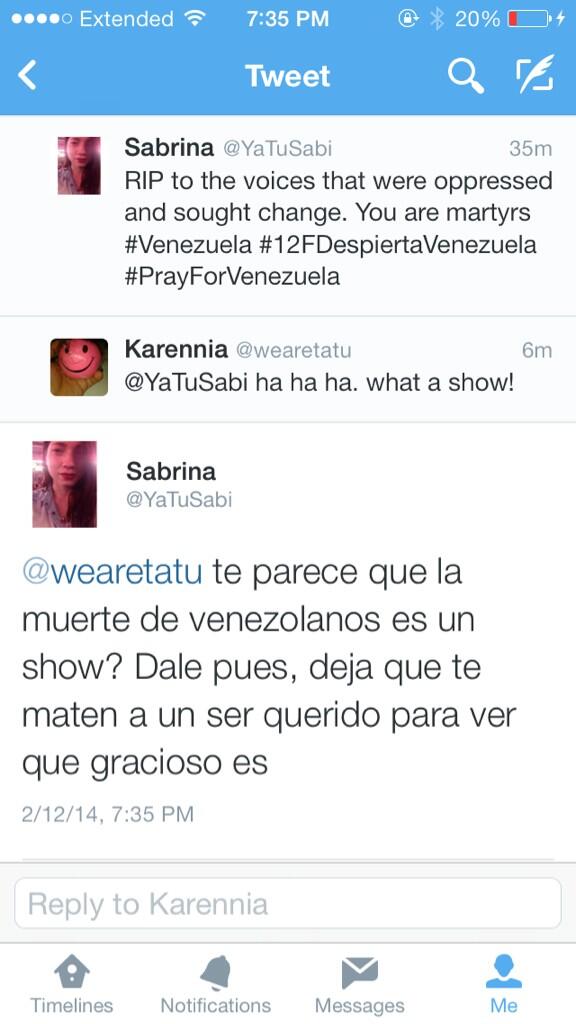 Extended 7:35 PM 20%
Tweet
Sabrina @YaTuSabi 35m
RIP to the voices that were oppressed
and sought change. You are martyrs
#Venezuela #12FDespiertaVenezuela
#PrayForVenezuela
Karennia @wearetatu 6m
@YaTuSabi ha ha ha. what a show!
Sabrina
@YaTuSabi
@wearetatu te parece que la
muerte de venezolanos es un
show? Dale pues, deja que te
maten a un ser querido para ver
que gracioso es
2/12/14, 7:35 PM
Reply to Karennia
Timelines Notifications Messages Me